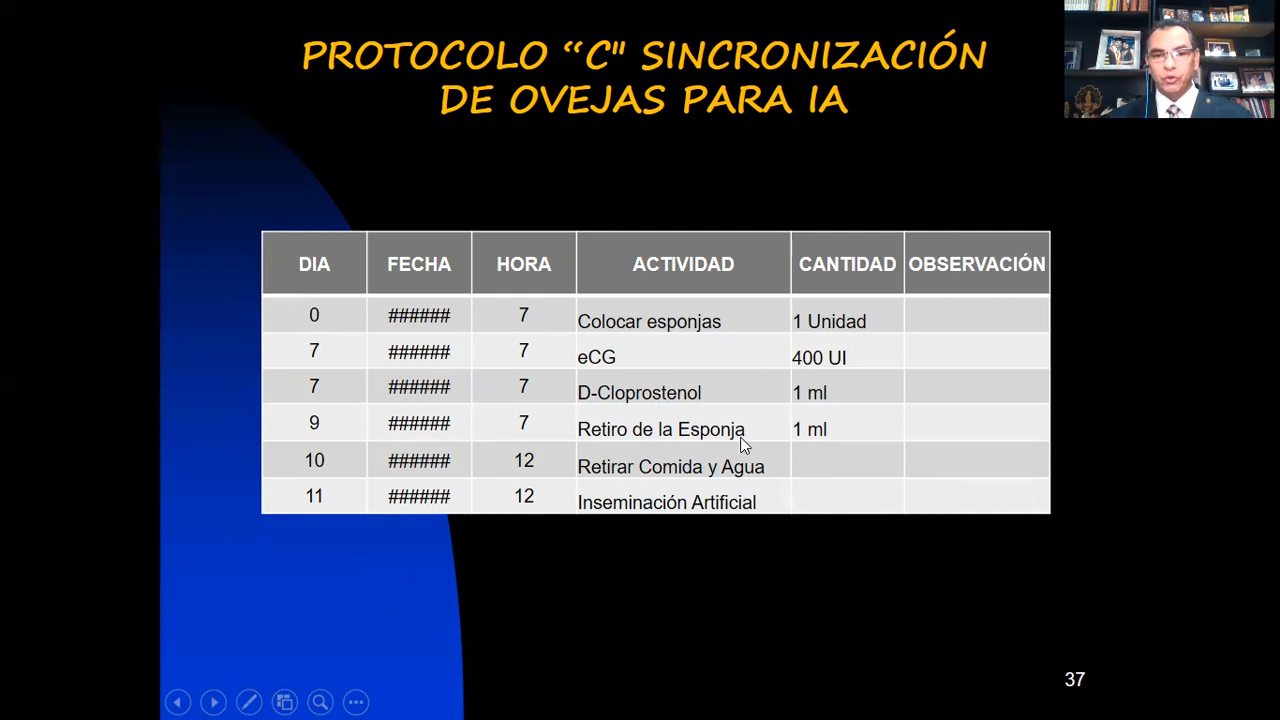 PROTOCOLO “C" SINCRONIZACIÓN
DE OVEJAS PARA IA
DIA FECHA HORA ACTIVIDAD CANTIDAD OBSERVACIÓN
0 ###### 7 Colocar esponjas 1 Unidad
7 ###### 7 eCG 400 UI
7 ###### 7 D-Cloprostenol 1 ml
9 ###### 7 Retiro de la Esponja 1 ml
10 ###### 12 Retirar Comida y Agua
11 ###### 12 Inseminación Artificial
37